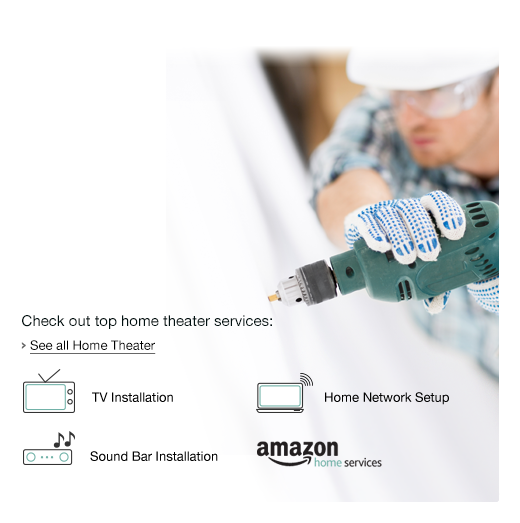 Check out top home theater services:
› See all Home Theater
TV Installation
Home Network Setup
Sound Bar Installation
amazon
home services